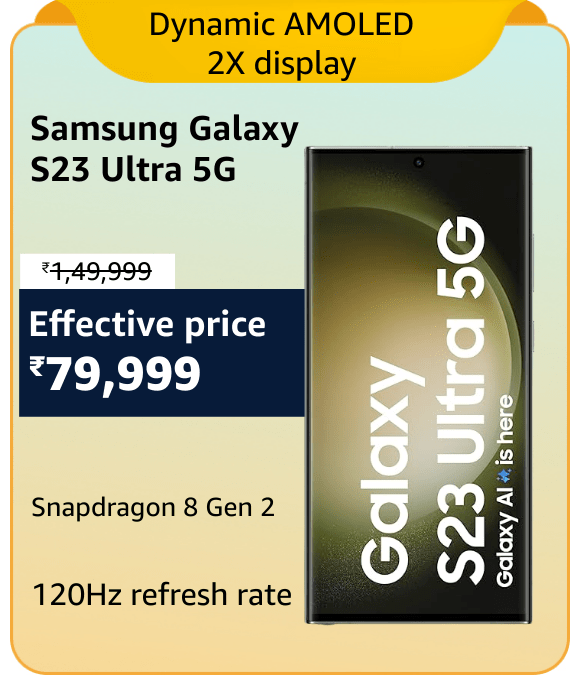 Dynamic AMOLED
2X display
Samsung Galaxy
S23 Ultra 5G
₹1,49,999
Effective price
₹79,999
Snapdragon 8 Gen 2
120Hz refresh rate
Galaxy
S23 Ultra 5G
Galaxy AI is here